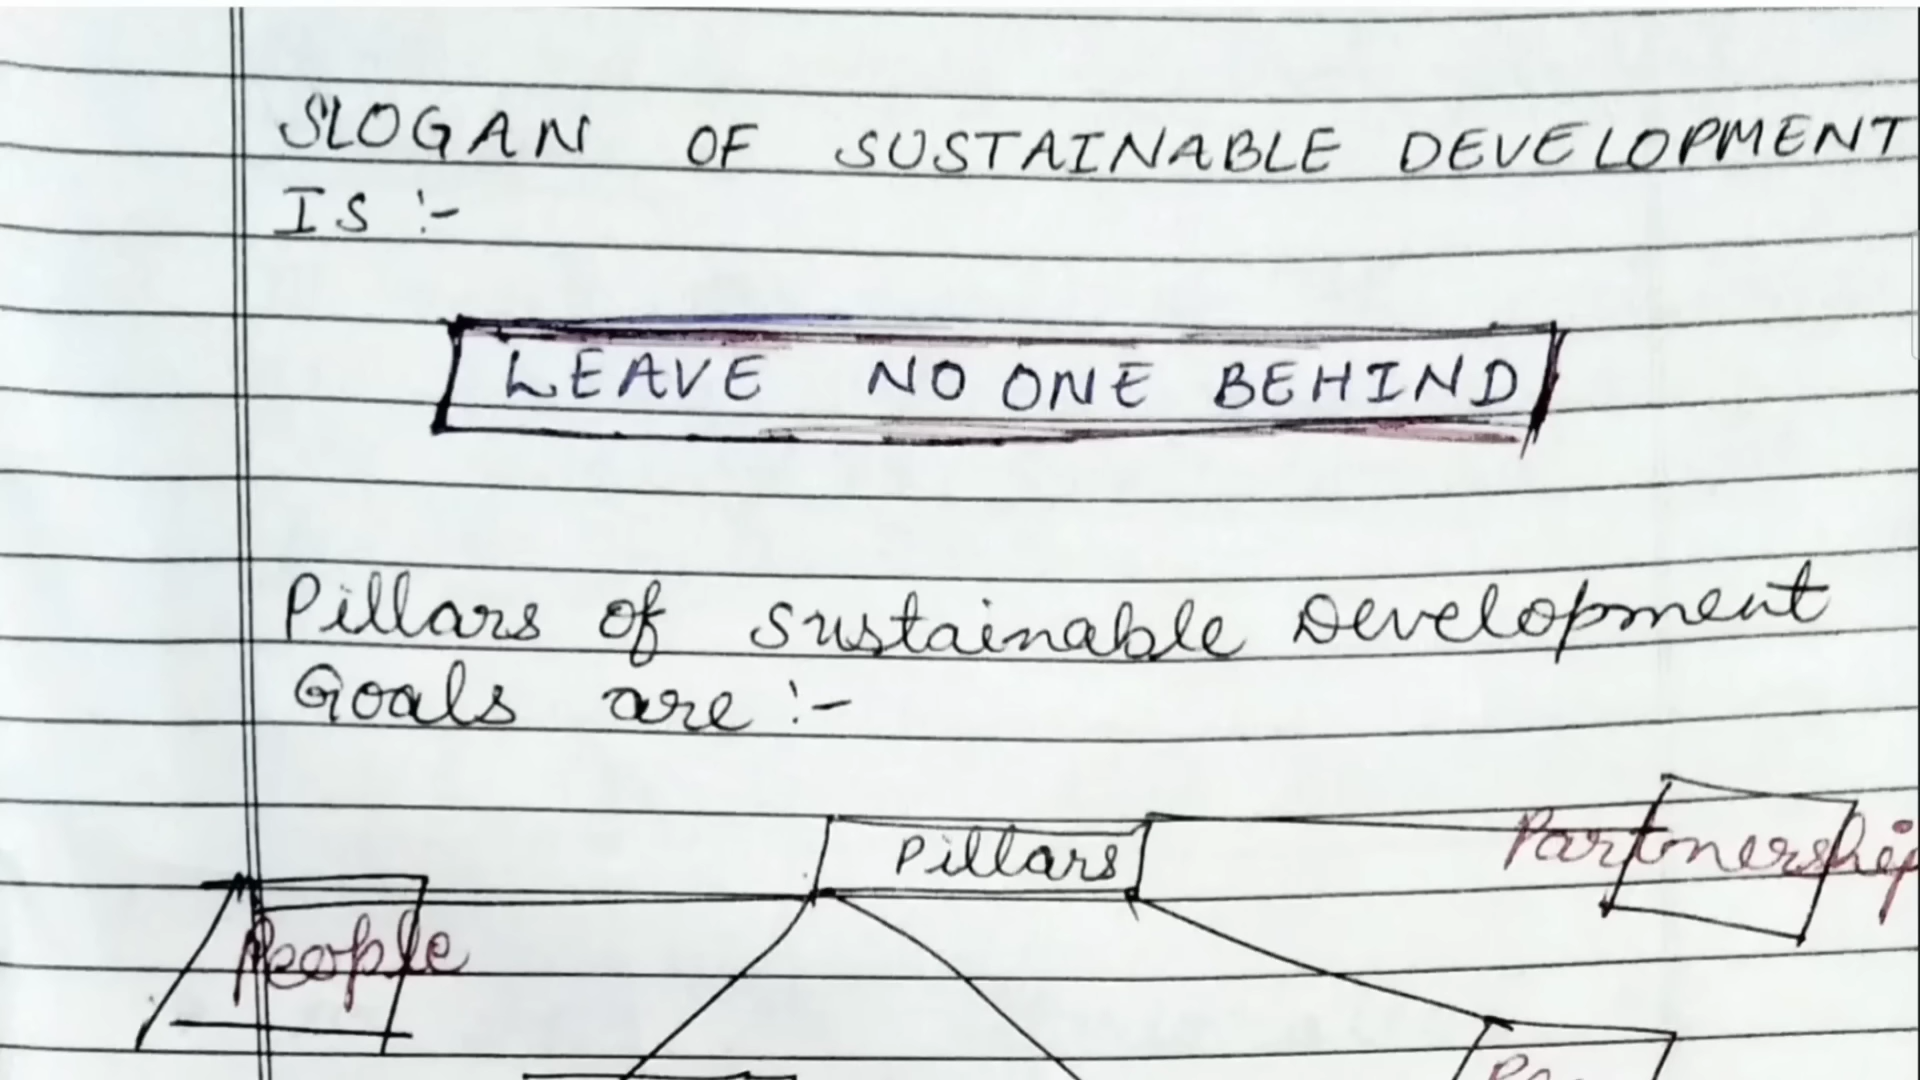 SLOGAN OF SUSTAINABLE DEVELOPMENT
IS :-
LEAVE NO ONE BEHIND
Pillars of Sustainable Development
Goals are :-
Pillars
Partnership
People